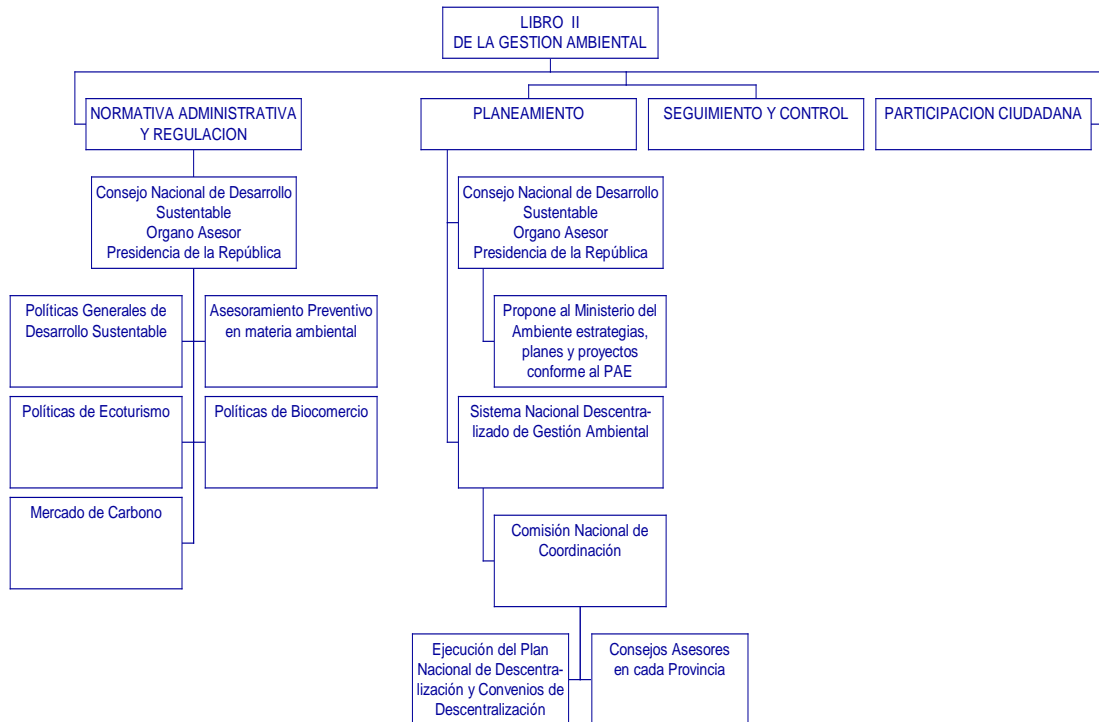 LIBRO II
DE LA GESTION AMBIENTAL
NORMATIVA ADMINISTRATIVA
Y REGULACION
PLANEAMIENTO
SEGUIMIENTO Y CONTROL
PARTICIPACION CIUDADANA
Consejo Nacional de Desarrollo
Sustentable
Organo Asesor
Presidencia de la República
Consejo Nacional de Desarrollo
Sustentable
Organo Asesor
Presidencia de la República
Políticas Generales de
Desarrollo Sustentable
Asesoramiento Preventivo
en materia ambiental
Propone al Ministerio del
Ambiente estrategias,
planes y proyectos
conforme al PAE
Políticas de Ecoturismo
Políticas de Biocomercio
Sistema Nacional Descentra-
lizado de Gestión Ambiental
Mercado de Carbono
Comisión Nacional de
Coordinación
Ejecución del Plan
Nacional de Descentra-
lización y Convenios de
Descentralización
Consejos Asesores
en cada Provincia